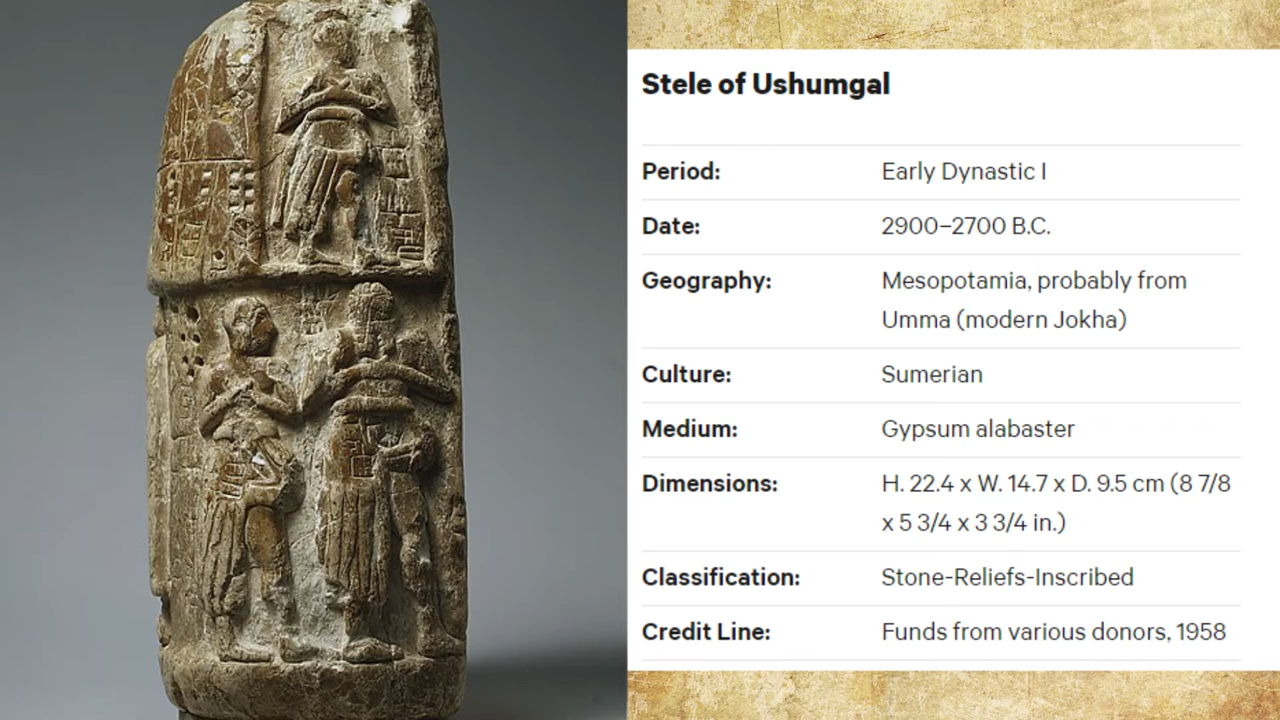 Stele of Ushumgal
Period: Early Dynastic I
Date: 2900–2700 B.C.
Geography: Mesopotamia, probably from
Umma (modern Jokha)
Culture: Sumerian
Medium: Gypsum alabaster
Dimensions: H. 22.4 x W. 14.7 x D. 9.5 cm (8 7/8
x 5 3/4 x 3 3/4 in.)
Classification: Stone-Reliefs-Inscribed
Credit Line: Funds from various donors, 1958